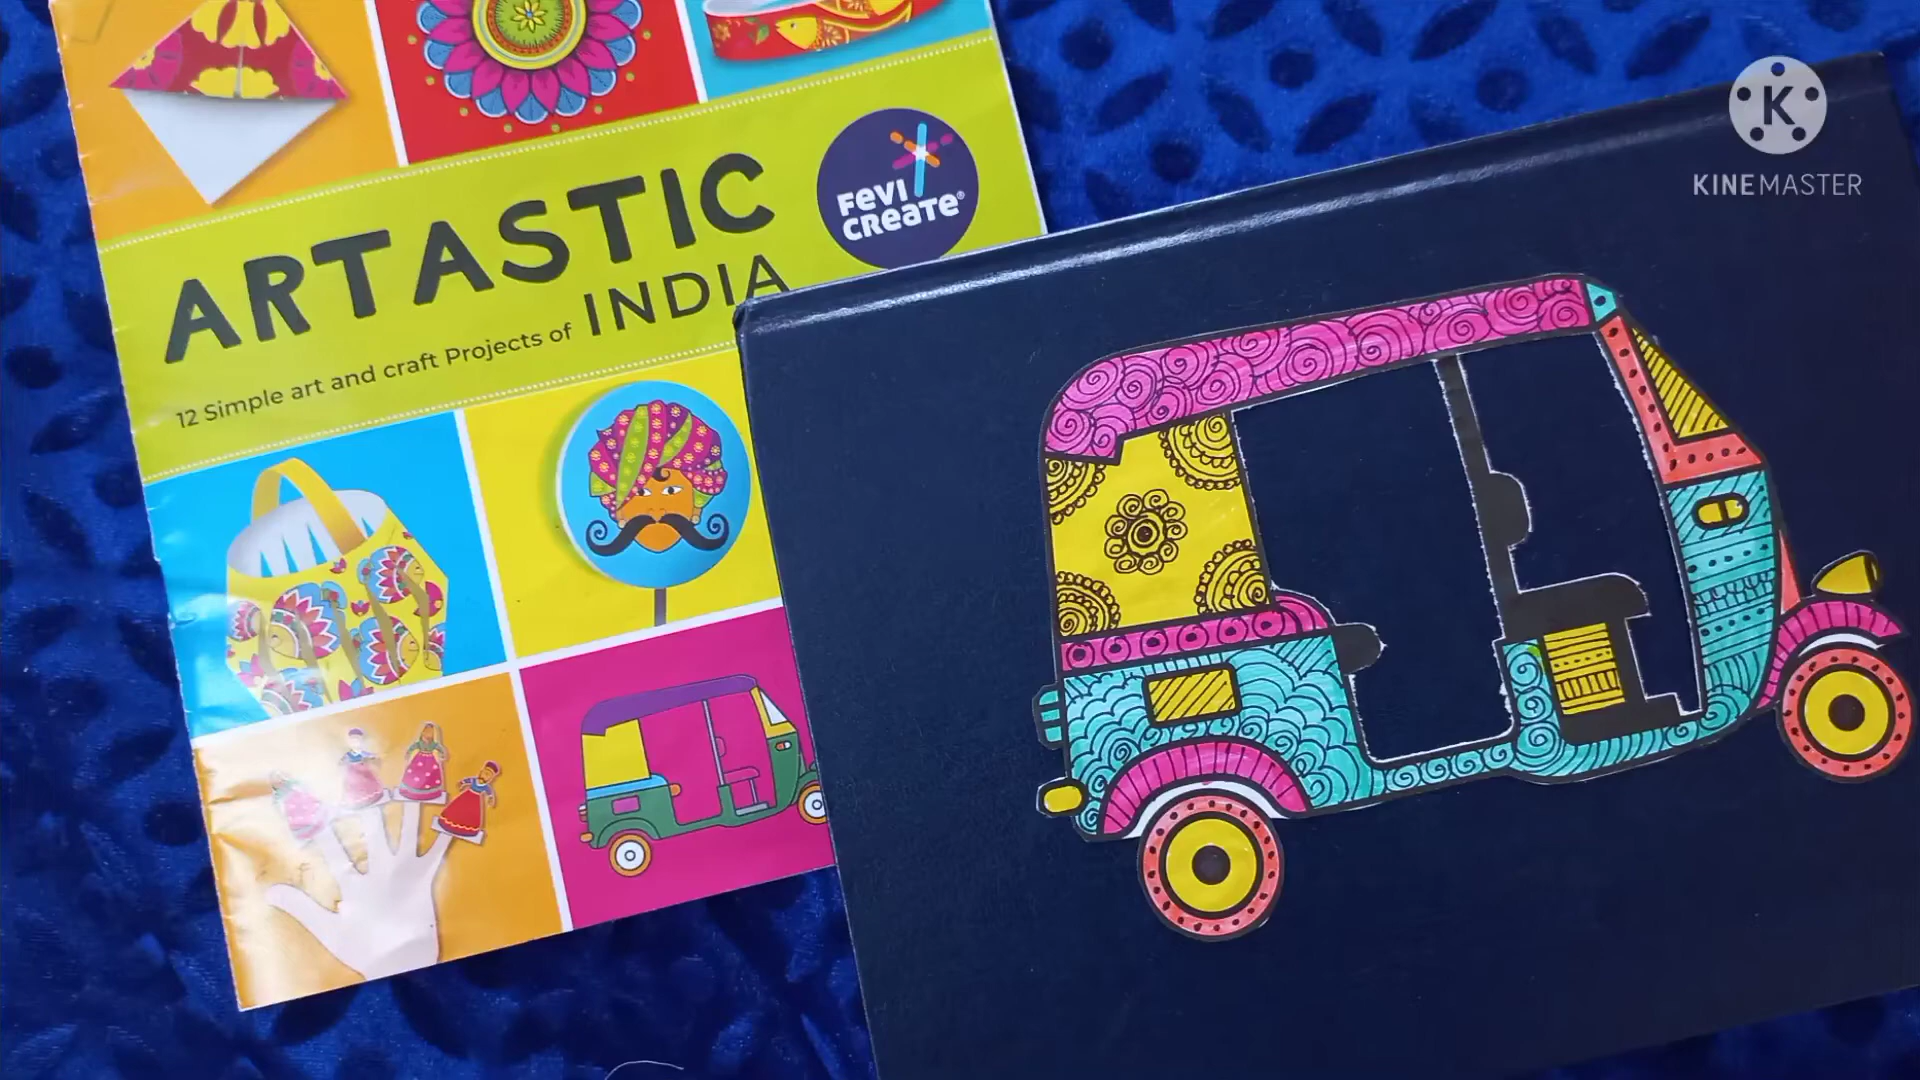 ARTASTIC
12 Simple art and craft Projects of INDIA
FEVI
CREATE®
K
KINEMASTER